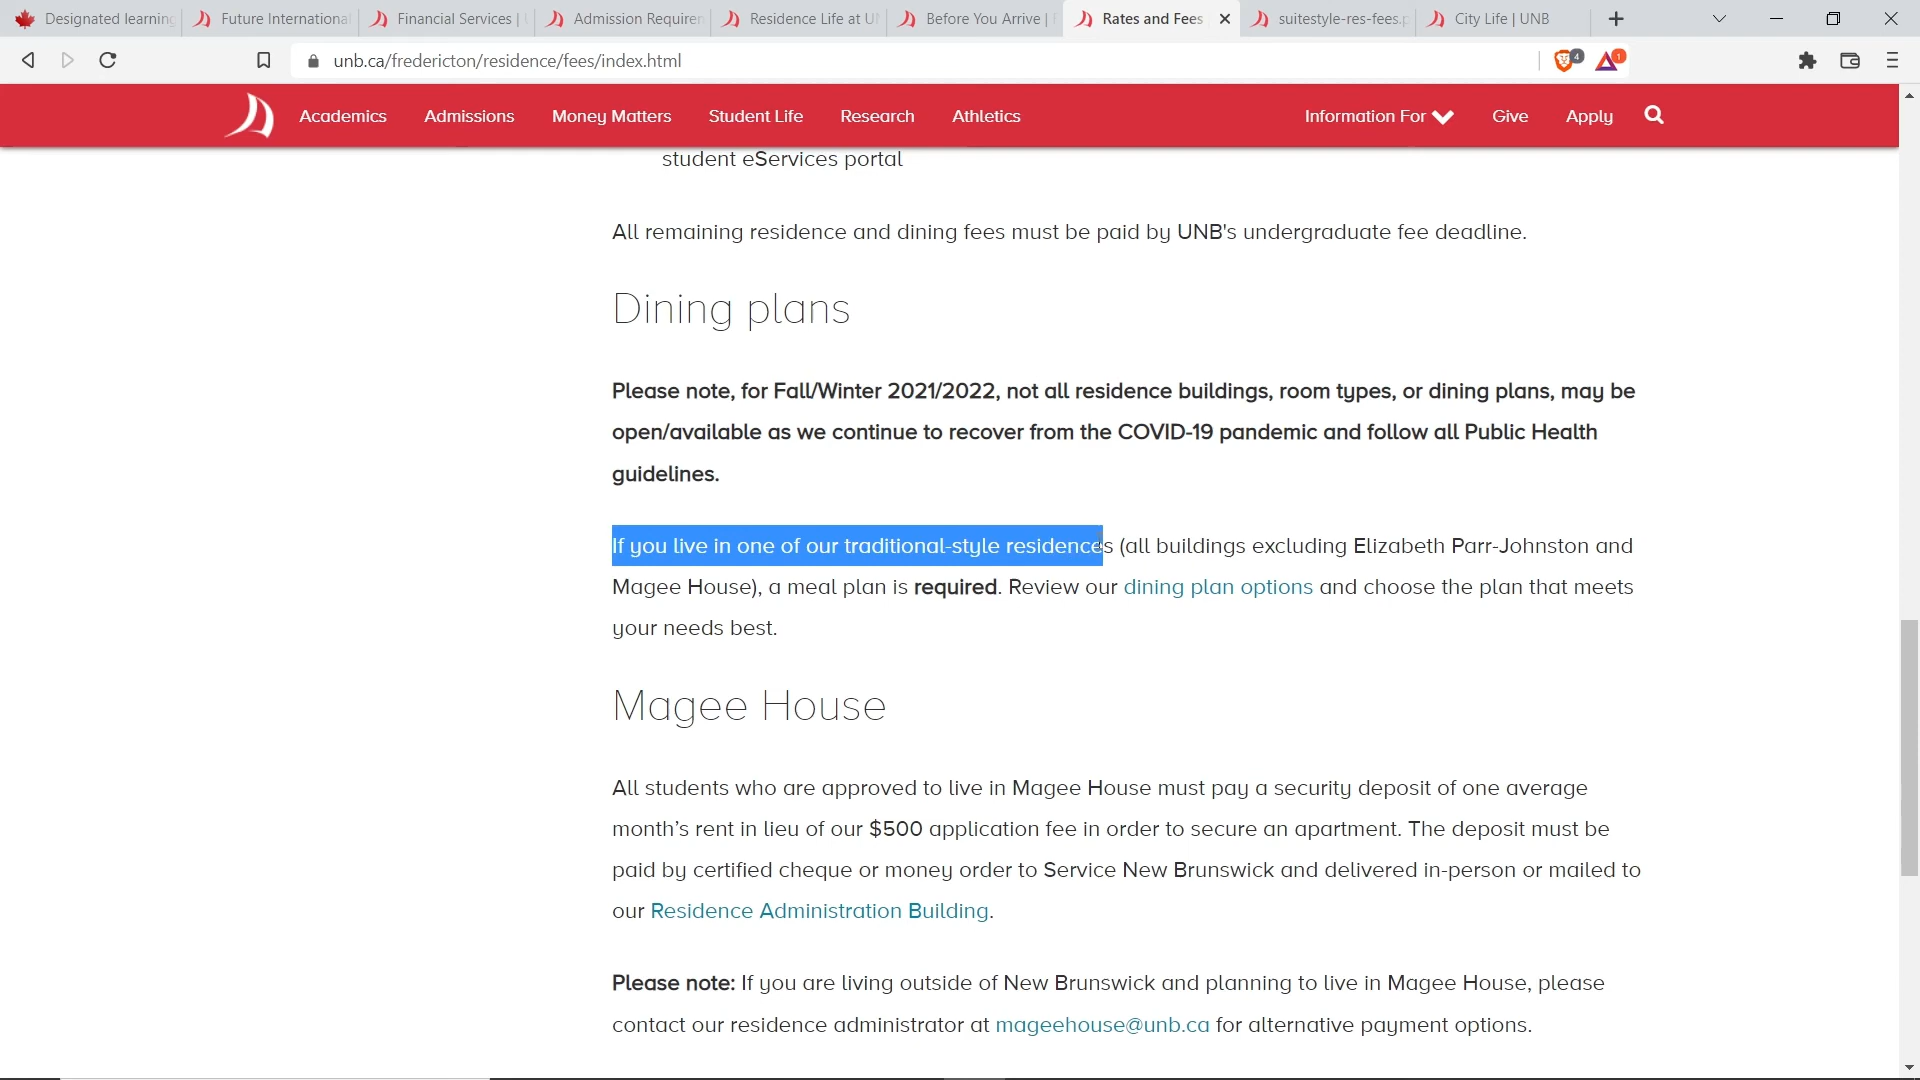 Designated learning
Future International
Financial Services |
Admission Requirem
Residence Life at UN
Before You Arrive |
Rates and Fees
suitestyle-res-fees.p
City Life | UNB
unb.ca/fredericton/residence/fees/index.html
4
1
Academics Admissions Money Matters Student Life Research Athletics Information For Give Apply
student eServices portal
All remaining residence and dining fees must be paid by UNB's undergraduate fee deadline.
Dining plans
Please note, for Fall/Winter 2021/2022, not all residence buildings, room types, or dining plans, may be
open/available as we continue to recover from the COVID-19 pandemic and follow all Public Health
guidelines.
If you live in one of our traditional-style residences (all buildings excluding Elizabeth Parr-Johnston and
Magee House), a meal plan is required. Review our dining plan options and choose the plan that meets
your needs best.
Magee House
All students who are approved to live in Magee House must pay a security deposit of one average
month’s rent in lieu of our $500 application fee in order to secure an apartment. The deposit must be
paid by certified cheque or money order to Service New Brunswick and delivered in-person or mailed to
our Residence Administration Building.
Please note: If you are living outside of New Brunswick and planning to live in Magee House, please
contact our residence administrator at mageehouse@unb.ca for alternative payment options.